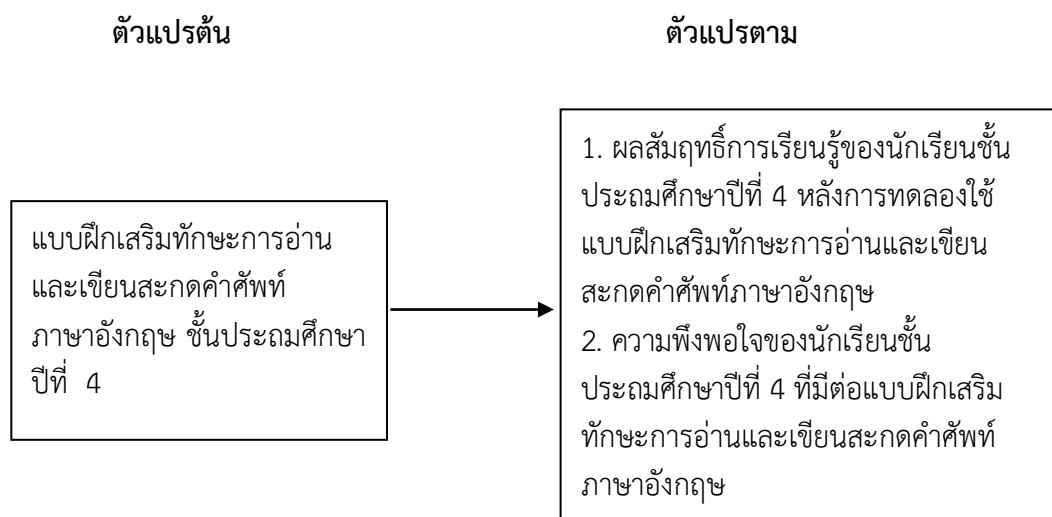 ตัวแปรต้น
ตัวแปรตาม
แบบฝึกเสริมทักษะการอ่าน
และเขียนสะกดคำศัพท์
ภาษาอังกฤษ ชั้นประถมศึกษา
ปีที่ 4
1. ผลสัมฤทธิ์การเรียนรู้ของนักเรียนชั้น
ประถมศึกษาปีที่ 4 หลังการทดลองใช้
แบบฝึกเสริมทักษะการอ่านและเขียน
สะกดคำศัพท์ภาษาอังกฤษ
2. ความพึงพอใจของนักเรียนชั้น
ประถมศึกษาปีที่ 4 ที่มีต่อแบบฝึกเสริม
ทักษะการอ่านและเขียนสะกดคำศัพท์
ภาษาอังกฤษ